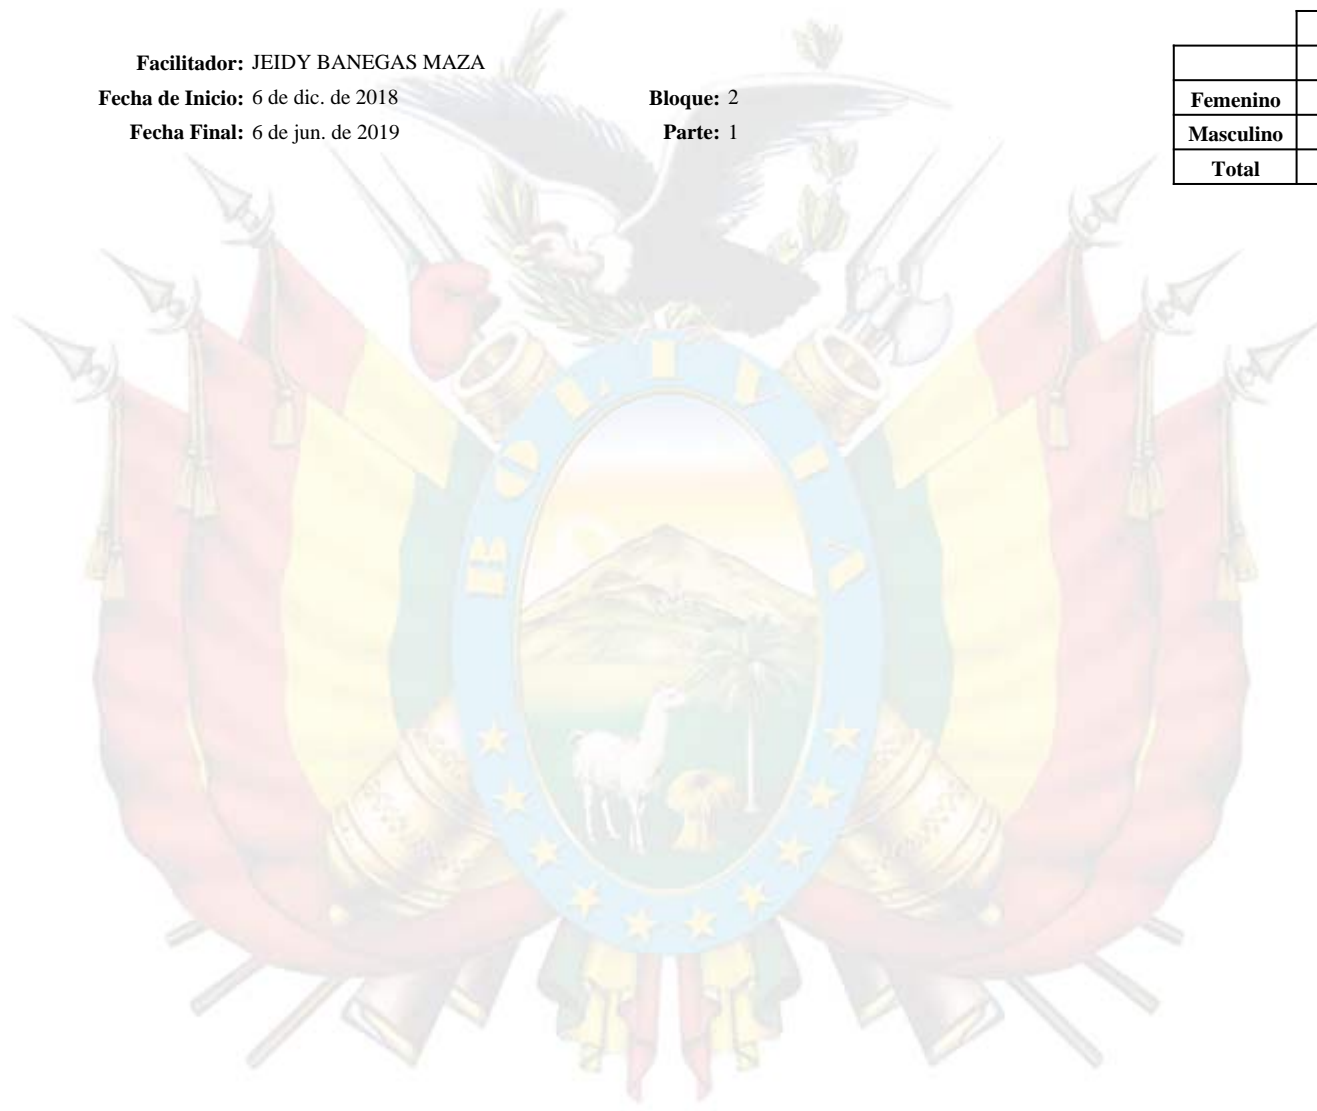 Facilitador: JEIDY BANEGAS MAZA
Fecha de Inicio: 6 de dic. de 2018 Bloque: 2
Fecha Final: 6 de jun. de 2019 Parte: 1
Femenino
Masculino
Total
BOLIVIA